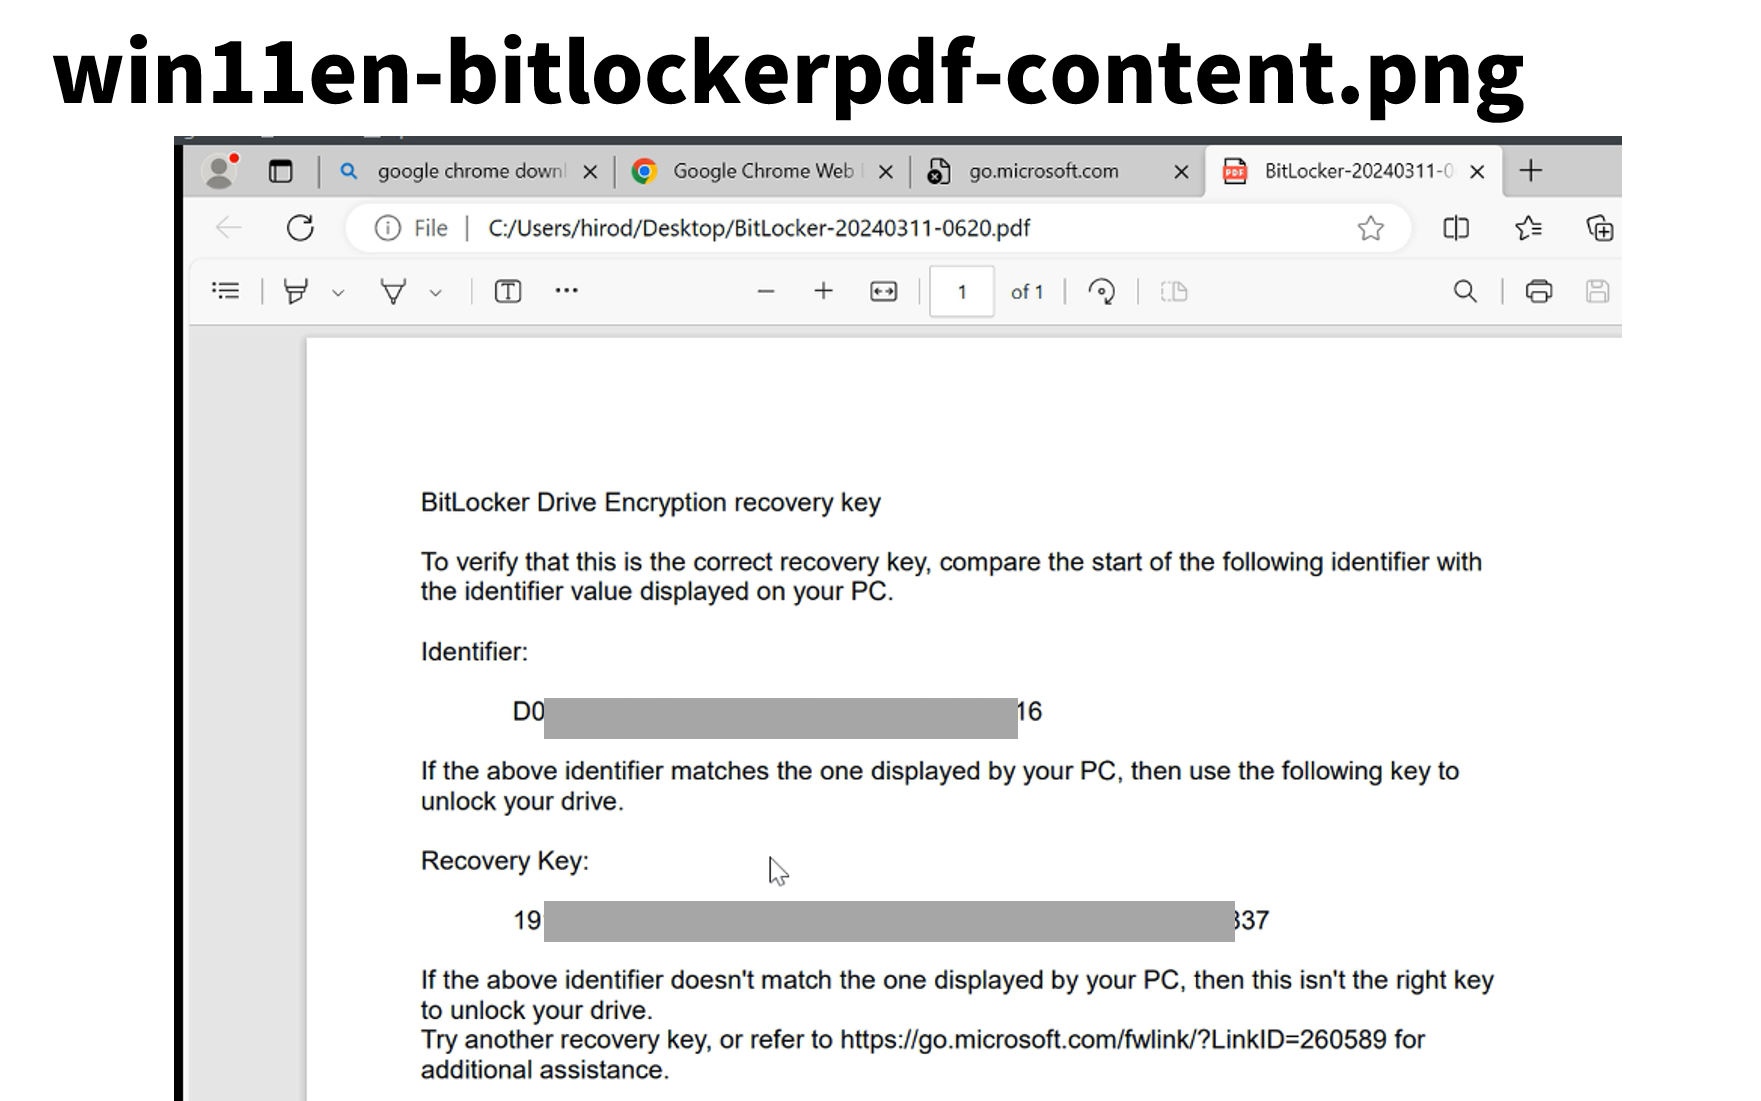 win11en-bitlockerpdf-content.png
google chrome downl
Google Chrome Web
go.microsoft.com
BitLocker-20240311-0
File
C:/Users/hirod/Desktop/BitLocker-20240311-0620.pdf
1 of 1
BitLocker Drive Encryption recovery key
To verify that this is the correct recovery key, compare the start of the following identifier with
the identifier value displayed on your PC.
Identifier:
D0 16
If the above identifier matches the one displayed by your PC, then use the following key to
unlock your drive.
Recovery Key:
19 337
If the above identifier doesn't match the one displayed by your PC, then this isn't the right key
to unlock your drive.
Try another recovery key, or refer to https://go.microsoft.com/fwlink/?LinkID=260589 for
additional assistance.